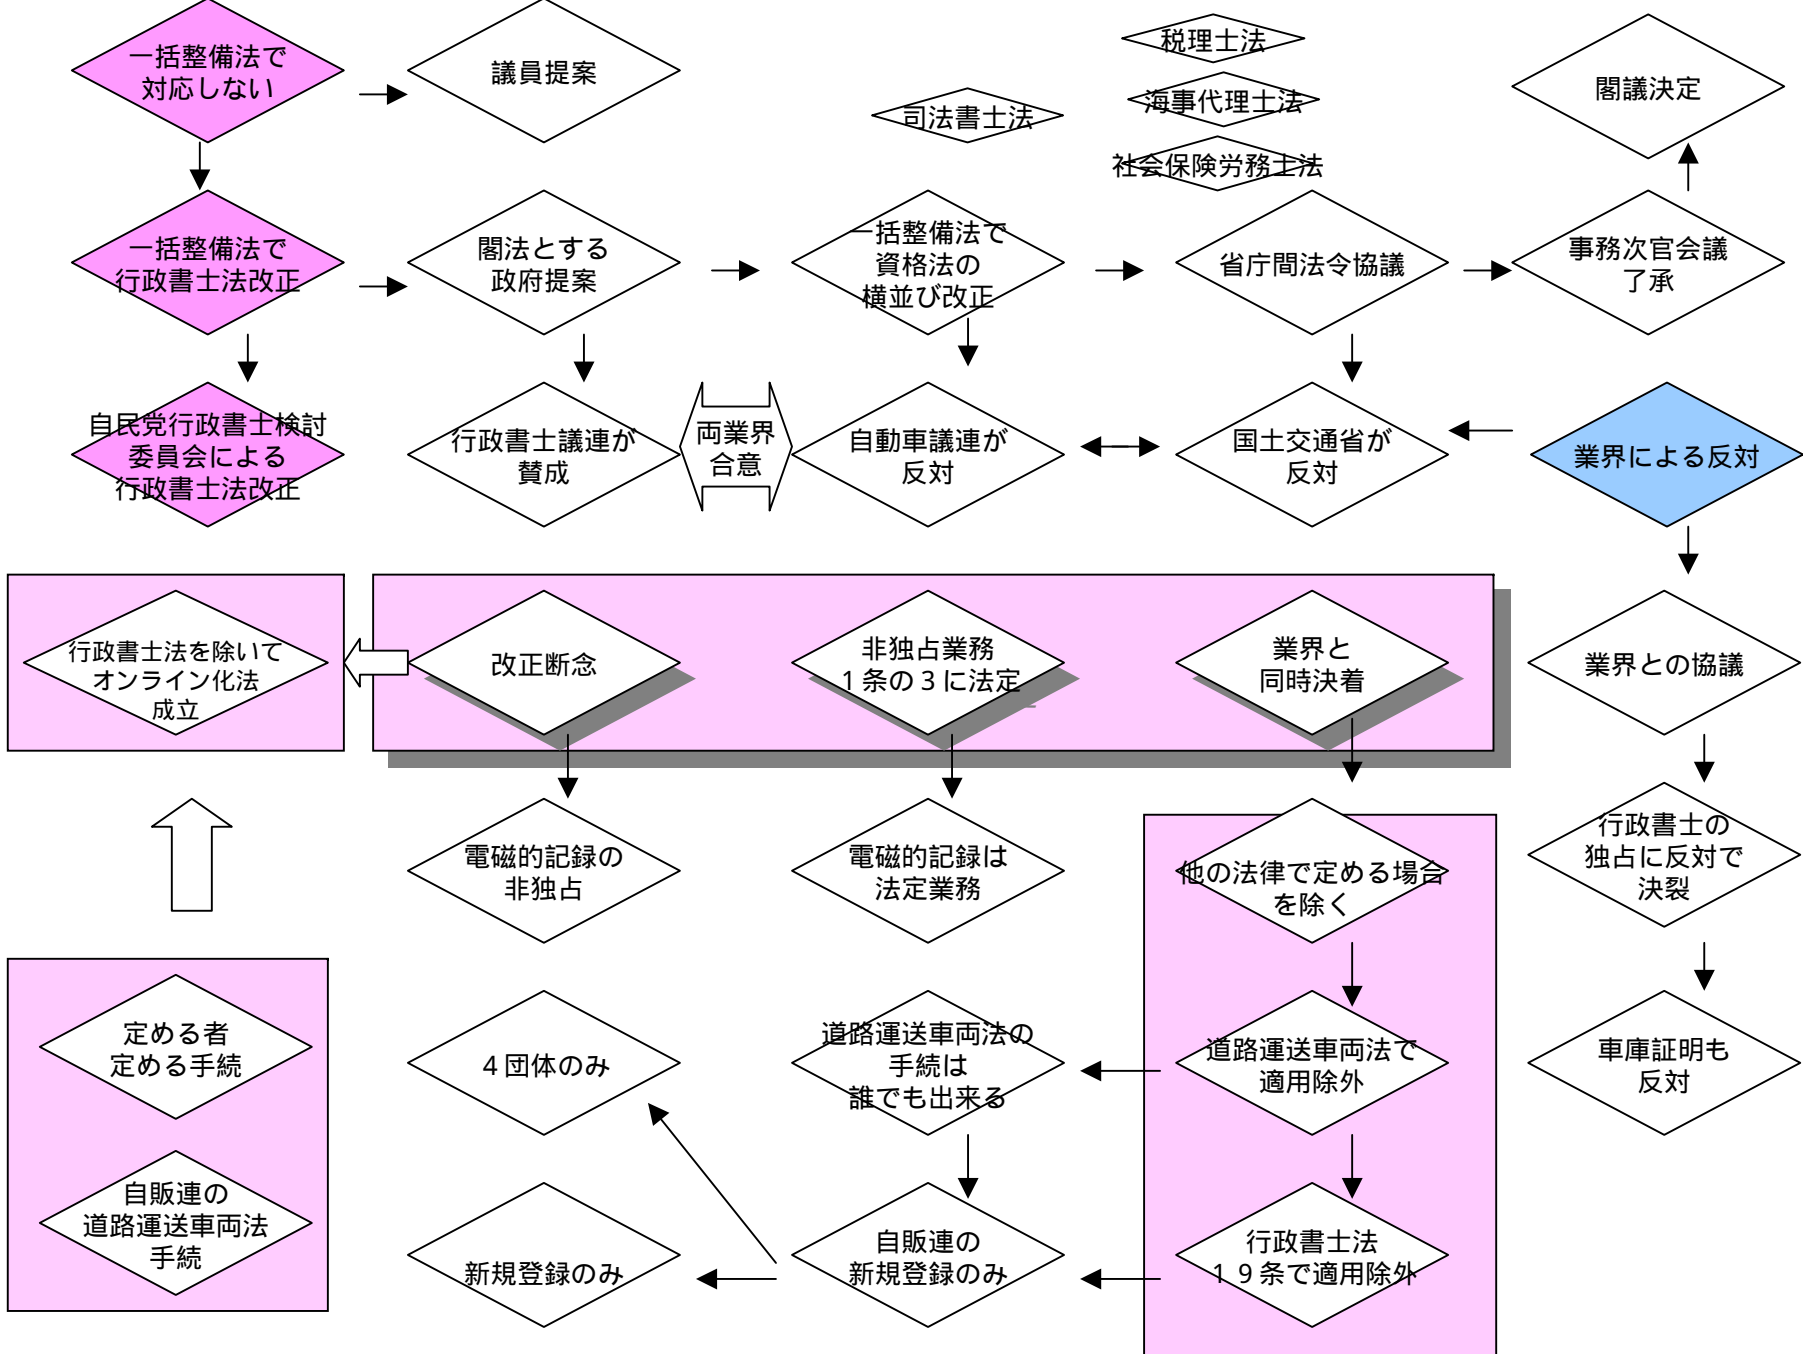 一括整備法で
対応しない
議員提案
司法書士法
税理士法
海事代理士法
社会保険労務士法
閣議決定
一括整備法で
行政書士法改正
閣法とする
政府提案
一括整備法で
資格法の
横並び改正
省庁間法令協議
事務次官会議
了承
自民党行政書士検討
委員会による
行政書士法改正
行政書士議連が
賛成
両業界
合意
自動車議連が
反対
国土交通省が
反対
業界による反対
行政書士法を除いて
オンライン化法
成立
改正断念
非独占業務
１条の３に法定
業界と
同時決着
業界との協議
電磁的記録の
非独占
電磁的記録は
法定業務
他の法律で定める場合
を除く
行政書士の
独占に反対で
決裂
定める者
定める手続
４団体のみ
道路運送車両法の
手続は
誰でも出来る
道路運送車両法で
適用除外
車庫証明も
反対
自販連の
道路運送車両法
手続
新規登録のみ
自販連の
新規登録のみ
行政書士法
１９条で適用除外